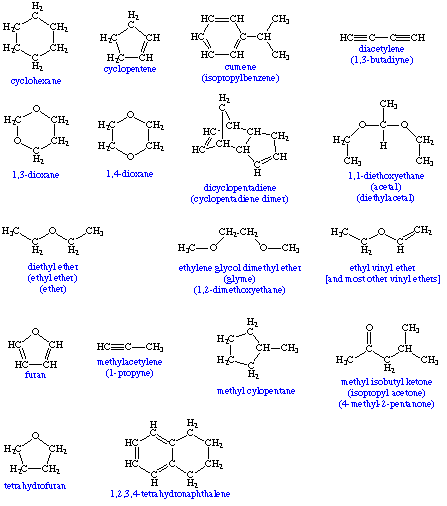 cyclohexane
cyclopentene
cumene
(isopropylbenzene)
diacetylene
(1,3-butadiyne)
1,3-dioxane
1,4-dioxane
dicyclopentadiene
(cyclopentadiene dimer)
1,1-diethoxyethane
(acetal)
(diethylacetal)
diethyl ether
(ethyl ether)
(ether)
ethylene glycol dimethyl ether
(glyme)
(1,2-dimethoxyethane)
ethyl vinyl ether
[and most other vinyl ethers]
furan
methylacetylene
(1-propyne)
methyl cylopentane
methyl isobutyl ketone
(isopropyl acetone)
(4-methyl-2-pentanone)
tetrahydrofuran
1,2,3,4-tetrahydronaphthalene